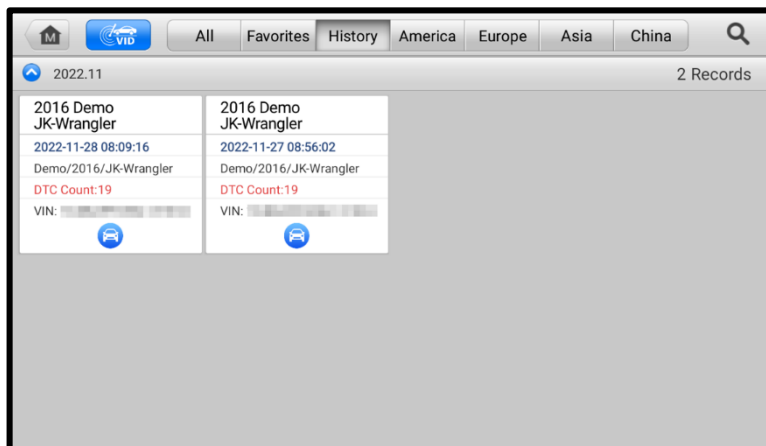 M VID All Favorites History America Europe Asia China
2022.11 2 Records
2016 Demo
JK-Wrangler
2022-11-28 08:09:16
Demo/2016/JK-Wrangler
DTC Count:19
VIN:
2016 Demo
JK-Wrangler
2022-11-27 08:56:02
Demo/2016/JK-Wrangler
DTC Count:19
VIN: